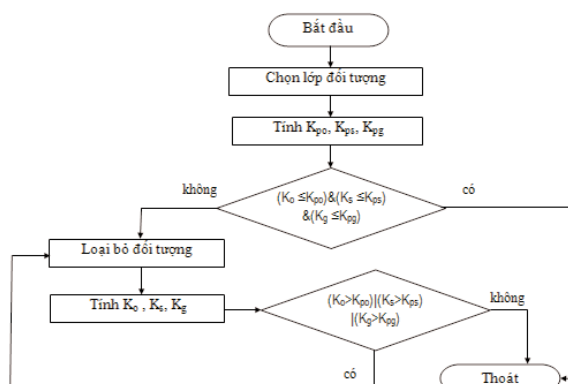 Bắt đầu
Chọn lớp đối tượng
Tính Kpo, Kps, Kpg
không
(Ko ≤Kpo)&(Ks ≤Kps)
&(Kg ≤Kpg)
có
Loại bỏ đối tượng
Tính Ko , Ks, Kg
(Ko>Kpo)|(Ks>Kps)
|(Kg>Kpg)
không
có
Thoát